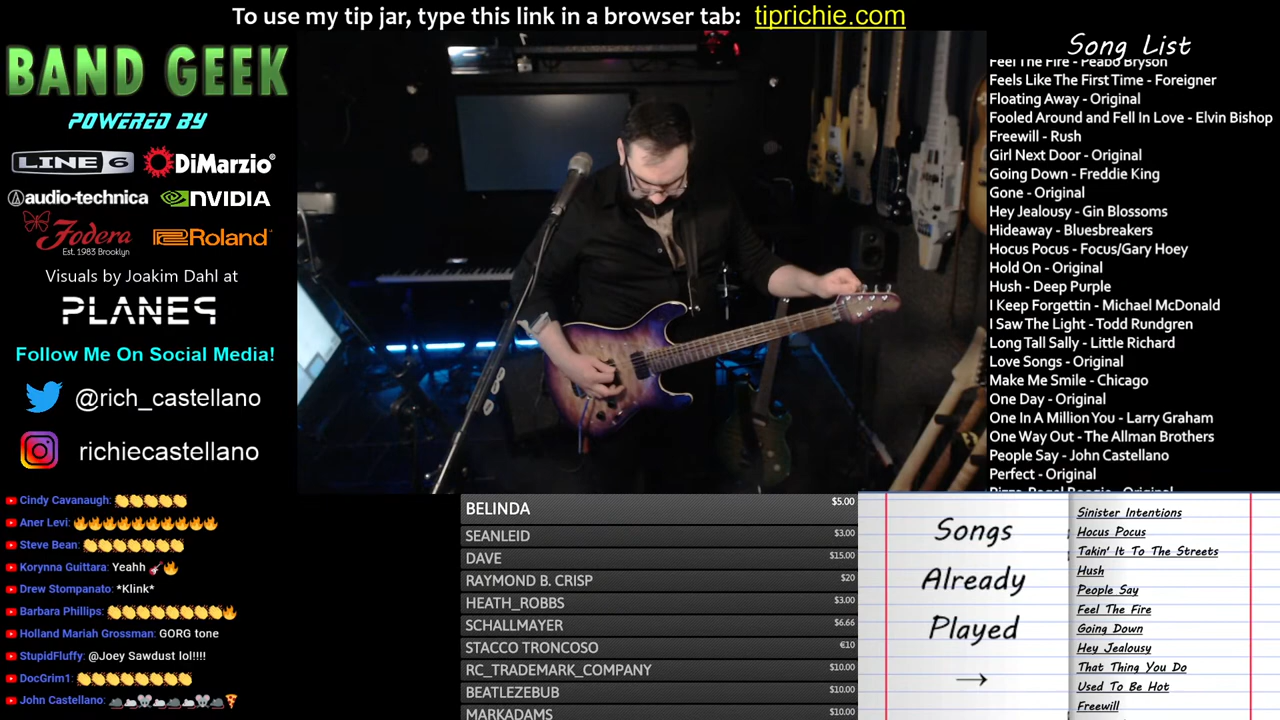 To use my tip jar, type this link in a browser tab: tiprichie.com
BAND GEEK
POWERED BY
LINE 6
DiMarzio®
audio-technica
NVIDIA
Fodera
Est. 1983 Brooklyn
Roland
Visuals by Joakim Dahl at
PLANE9
Follow Me On Social Media!
@rich_castellano
richiecastellano
Cindy Cavanaugh: 👏👏👏👏👏
Aner Levi: 🔥🔥🔥🔥🔥🔥🔥🔥🔥🔥
Steve Bean: 👏👏👏👏👏👏👏
Korynna Guittara: Yeahh 🎸🔥
Drew Stompanato: *Klink*
Barbara Phillips: 👏👏👏👏👏👏👏👏🔥
Holland Mariah Grossman: GORG tone
StupidFluffy: @Joey Sawdust lol!!!!
DocGrim1: 👏👏👏👏👏👏👏👏
John Castellano: 🐀🐁🐭🐁🐀🐁🐭🐀🍕
BELINDA $5.00
SEANLEID $3.00
DAVE $15.00
RAYMOND B. CRISP $20
HEATH_ROBBS $3.00
SCHALLMAYER $6.66
STACCO TRONCOSO €10
RC_TRADEMARK_COMPANY $10.00
BEATLEZEBUB $10.00
MARKADAMS $10.00
Song List
Feel The Fire - Peabo Bryson
Feels Like The First Time - Foreigner
Floating Away - Original
Fooled Around and Fell In Love - Elvin Bishop
Freewill - Rush
Girl Next Door - Original
Going Down - Freddie King
Gone - Original
Hey Jealousy - Gin Blossoms
Hideaway - Bluesbreakers
Hocus Pocus - Focus/Gary Hoey
Hold On - Original
Hush - Deep Purple
I Keep Forgettin - Michael McDonald
I Saw The Light - Todd Rundgren
Long Tall Sally - Little Richard
Love Songs - Original
Make Me Smile - Chicago
One Day - Original
One In A Million You - Larry Graham
One Way Out - The Allman Brothers
People Say - John Castellano
Perfect - Original
Songs
Already
Played
→
Sinister Intentions
Hocus Pocus
Takin' It To The Streets
Hush
People Say
Feel The Fire
Going Down
Hey Jealousy
That Thing You Do
Used To Be Hot
Freewill